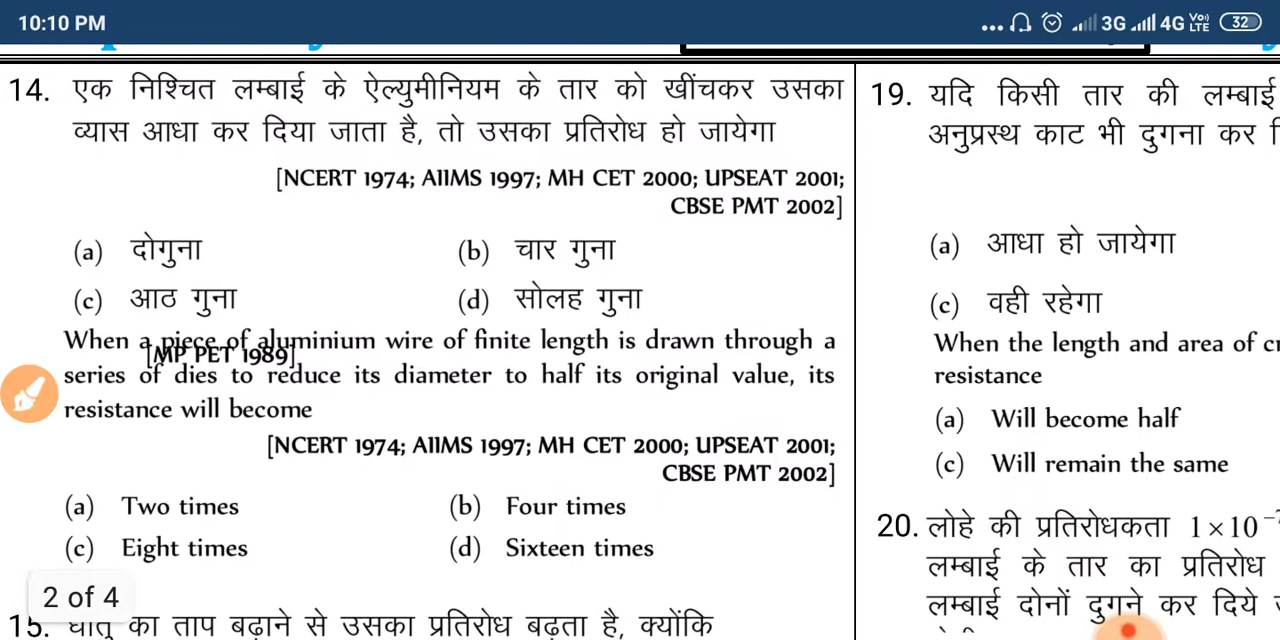 10:10 PM
3G 4G Vo) LTE 32
14. एक निश्चित लम्बाई के ऐल्युमीनियम के तार को खींचकर उसका
व्यास आधा कर दिया जाता है, तो उसका प्रतिरोध हो जायेगा
[NCERT 1974; AIIMS 1997; MH CET 2000; UPSEAT 2001;
CBSE PMT 2002]
(a) दोगुना (b) चार गुना
(c) आठ गुना (d) सोलह गुना
When a piece of aluminium wire of finite length is drawn through a
[MP PET 1989]
series of dies to reduce its diameter to half its original value, its
resistance will become
[NCERT 1974; AIIMS 1997; MH CET 2000; UPSEAT 2001;
CBSE PMT 2002]
(a) Two times (b) Four times
(c) Eight times (d) Sixteen times
2 of 4
15. धातु का ताप बढ़ाने से उसका प्रतिरोध बढ़ता है, क्योंकि
19. यदि किसी तार की लम्बाई
अनुप्रस्थ काट भी दुगना कर
(a) आधा हो जायेगा
(c) वही रहेगा
When the length and area of
resistance
(a) Will become half
(c) Will remain the same
20. लोहे की प्रतिरोधकता 1×10
लम्बाई के तार का प्रतिरोध
लम्बाई दोनों दुगने कर दिये